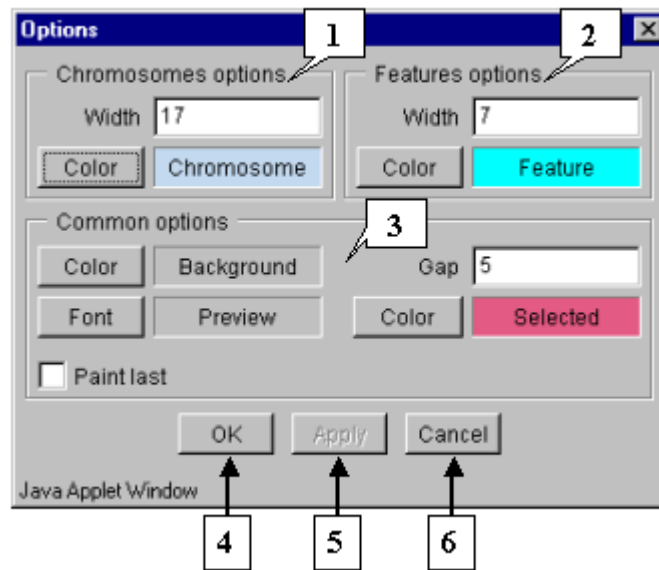 Options
1
2
Chromosomes options
Features options
Width 17
Width 7
Color Chromosome
Color Feature
3
Common options
Color Background
Gap 5
Font Preview
Color Selected
Paint last
OK Apply Cancel
Java Applet Window
4 5 6